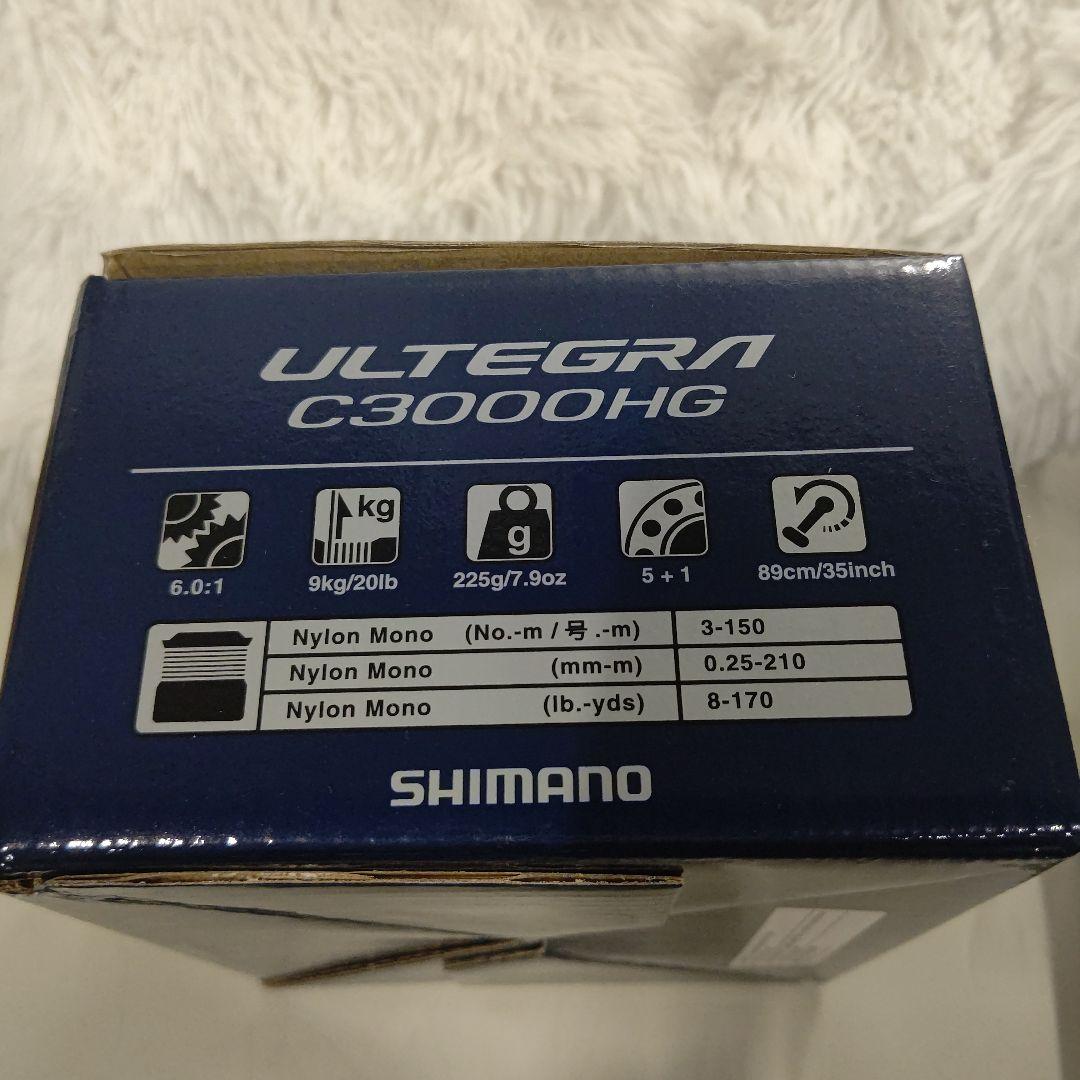 ULTEGRA
C3000HG
kg
g
6.0:1 9kg/20lb 225g/7.9oz 5 + 1 89cm/35inch
Nylon Mono (No.-m / 号.-m) 3-150
Nylon Mono (mm-m) 0.25-210
Nylon Mono (lb.-yds) 8-170
SHIMANO